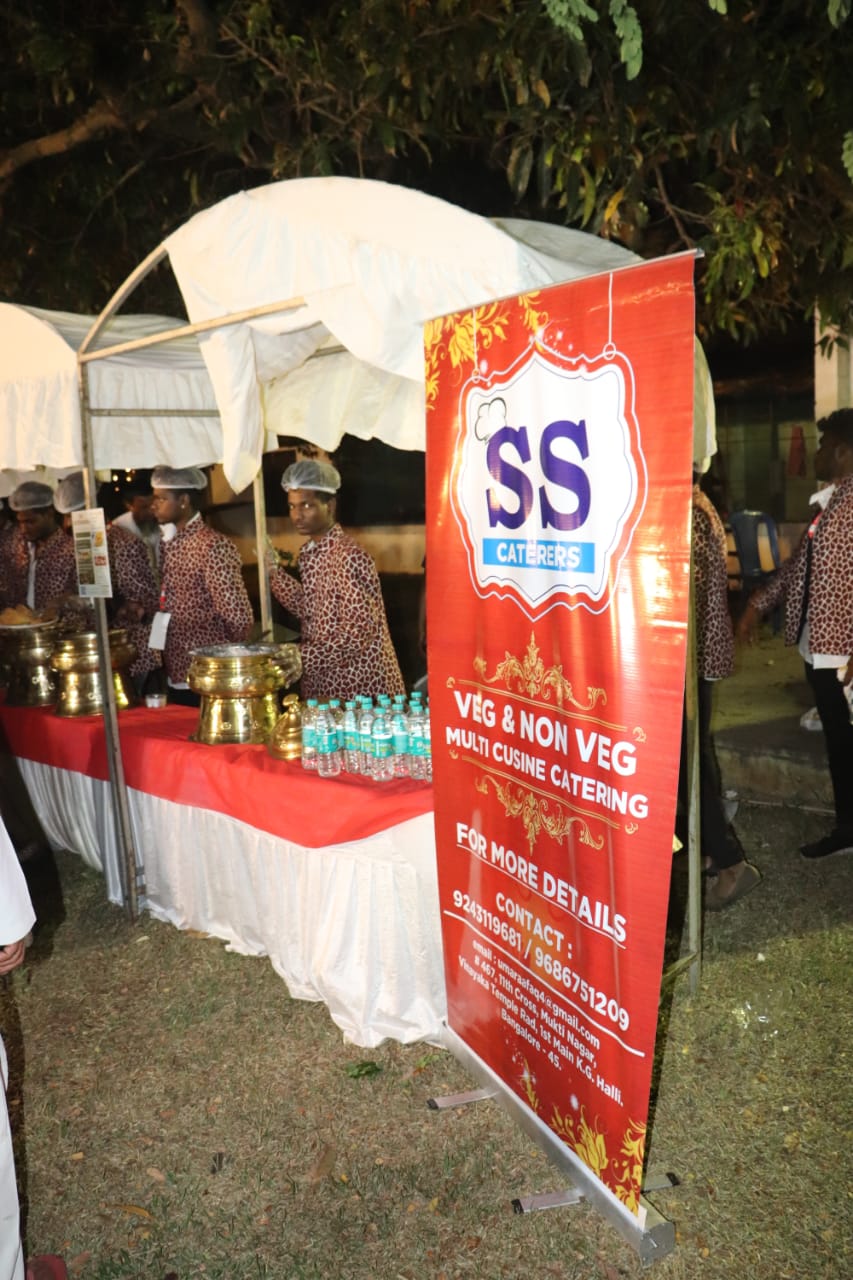 SS
CATERERS
VEG & NON VEG
MULTI CUSINE CATERING
FOR MORE DETAILS
CONTACT :
9243119681 / 9686751209
email : umaraafaq4@gmail.com
# 467, 11th Cross, Mukti Nagar,
Vinayaka Temple Rad, 1st Main K.G. Halli.
Bangalore - 45.